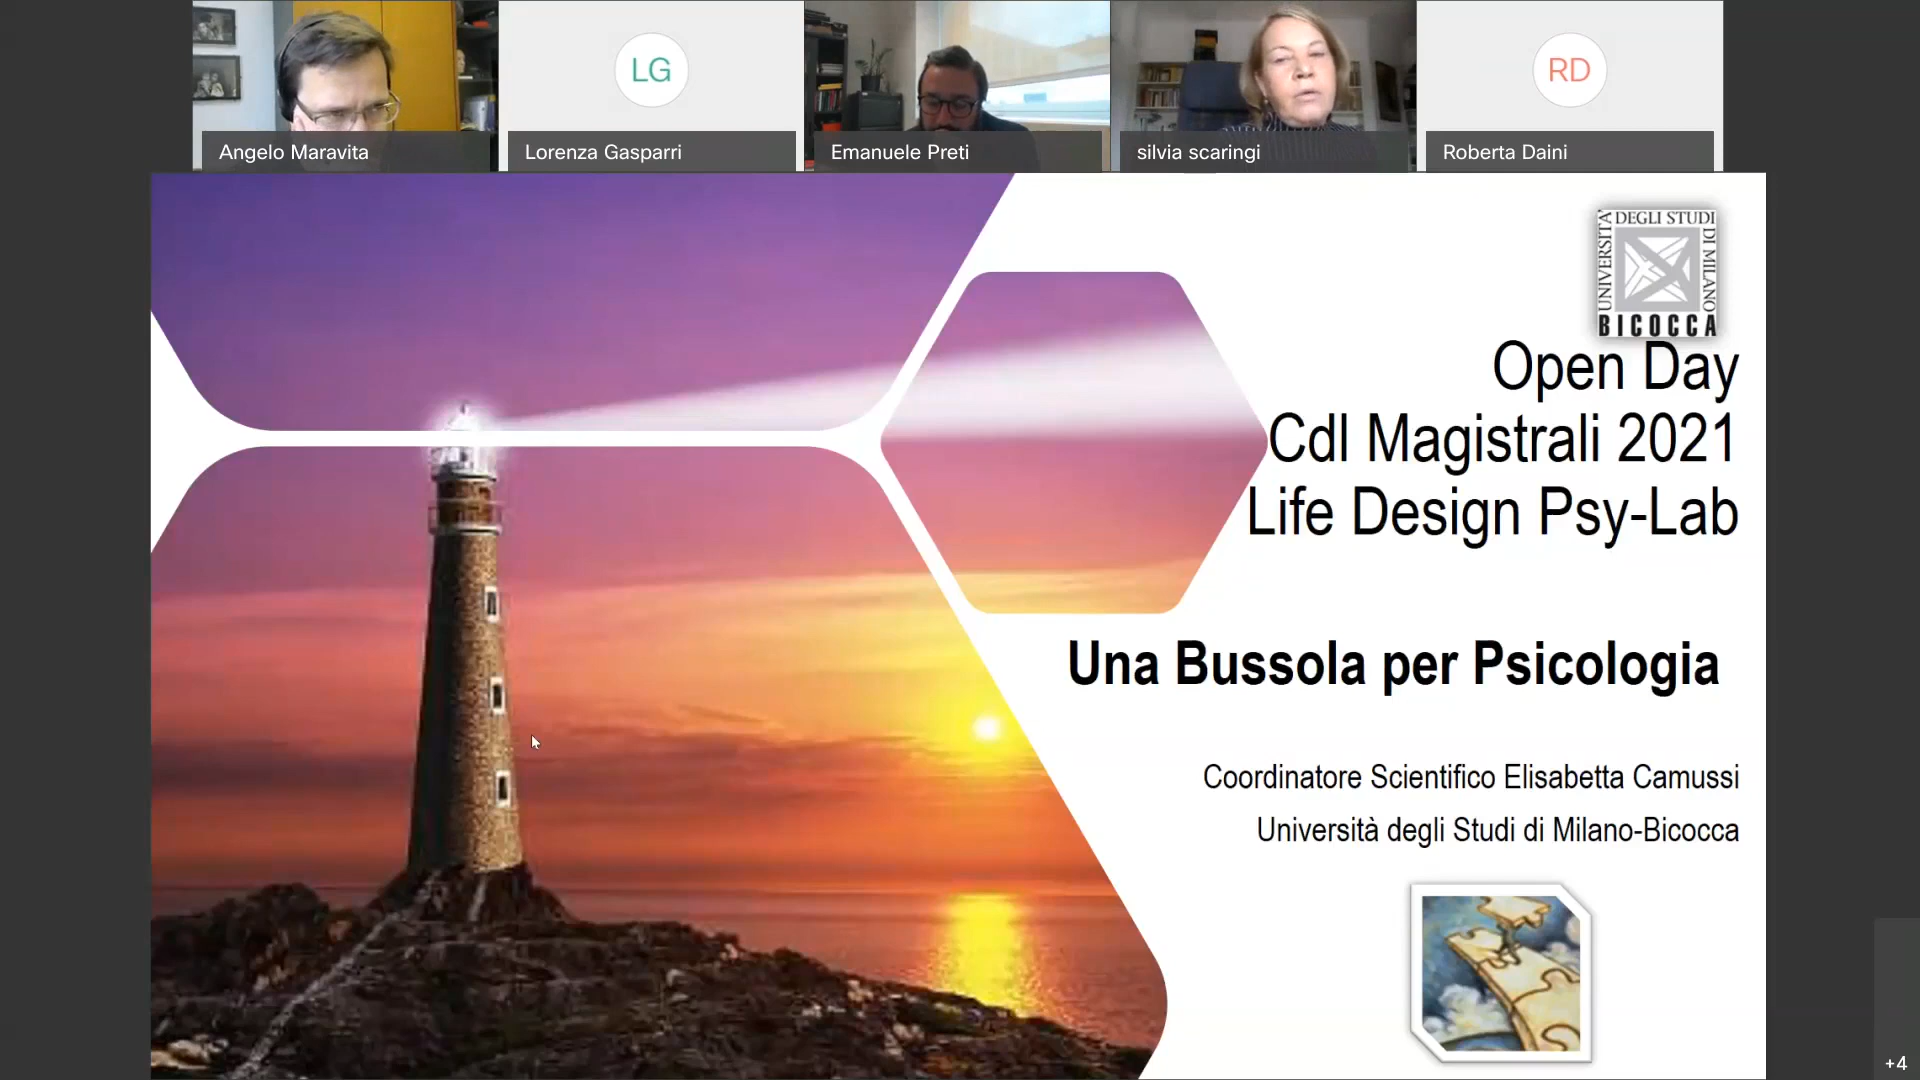 LG
RD
Angelo Maravita
Lorenza Gasparri
Emanuele Preti
silvia scaringi
Roberta Daini
UNIVERSITÀ DEGLI STUDI DI MILANO
BICOCCA
Open Day
Cdl Magistrali 2021
Life Design Psy-Lab
Una Bussola per Psicologia
Coordinatore Scientifico Elisabetta Camussi
Università degli Studi di Milano-Bicocca
+4